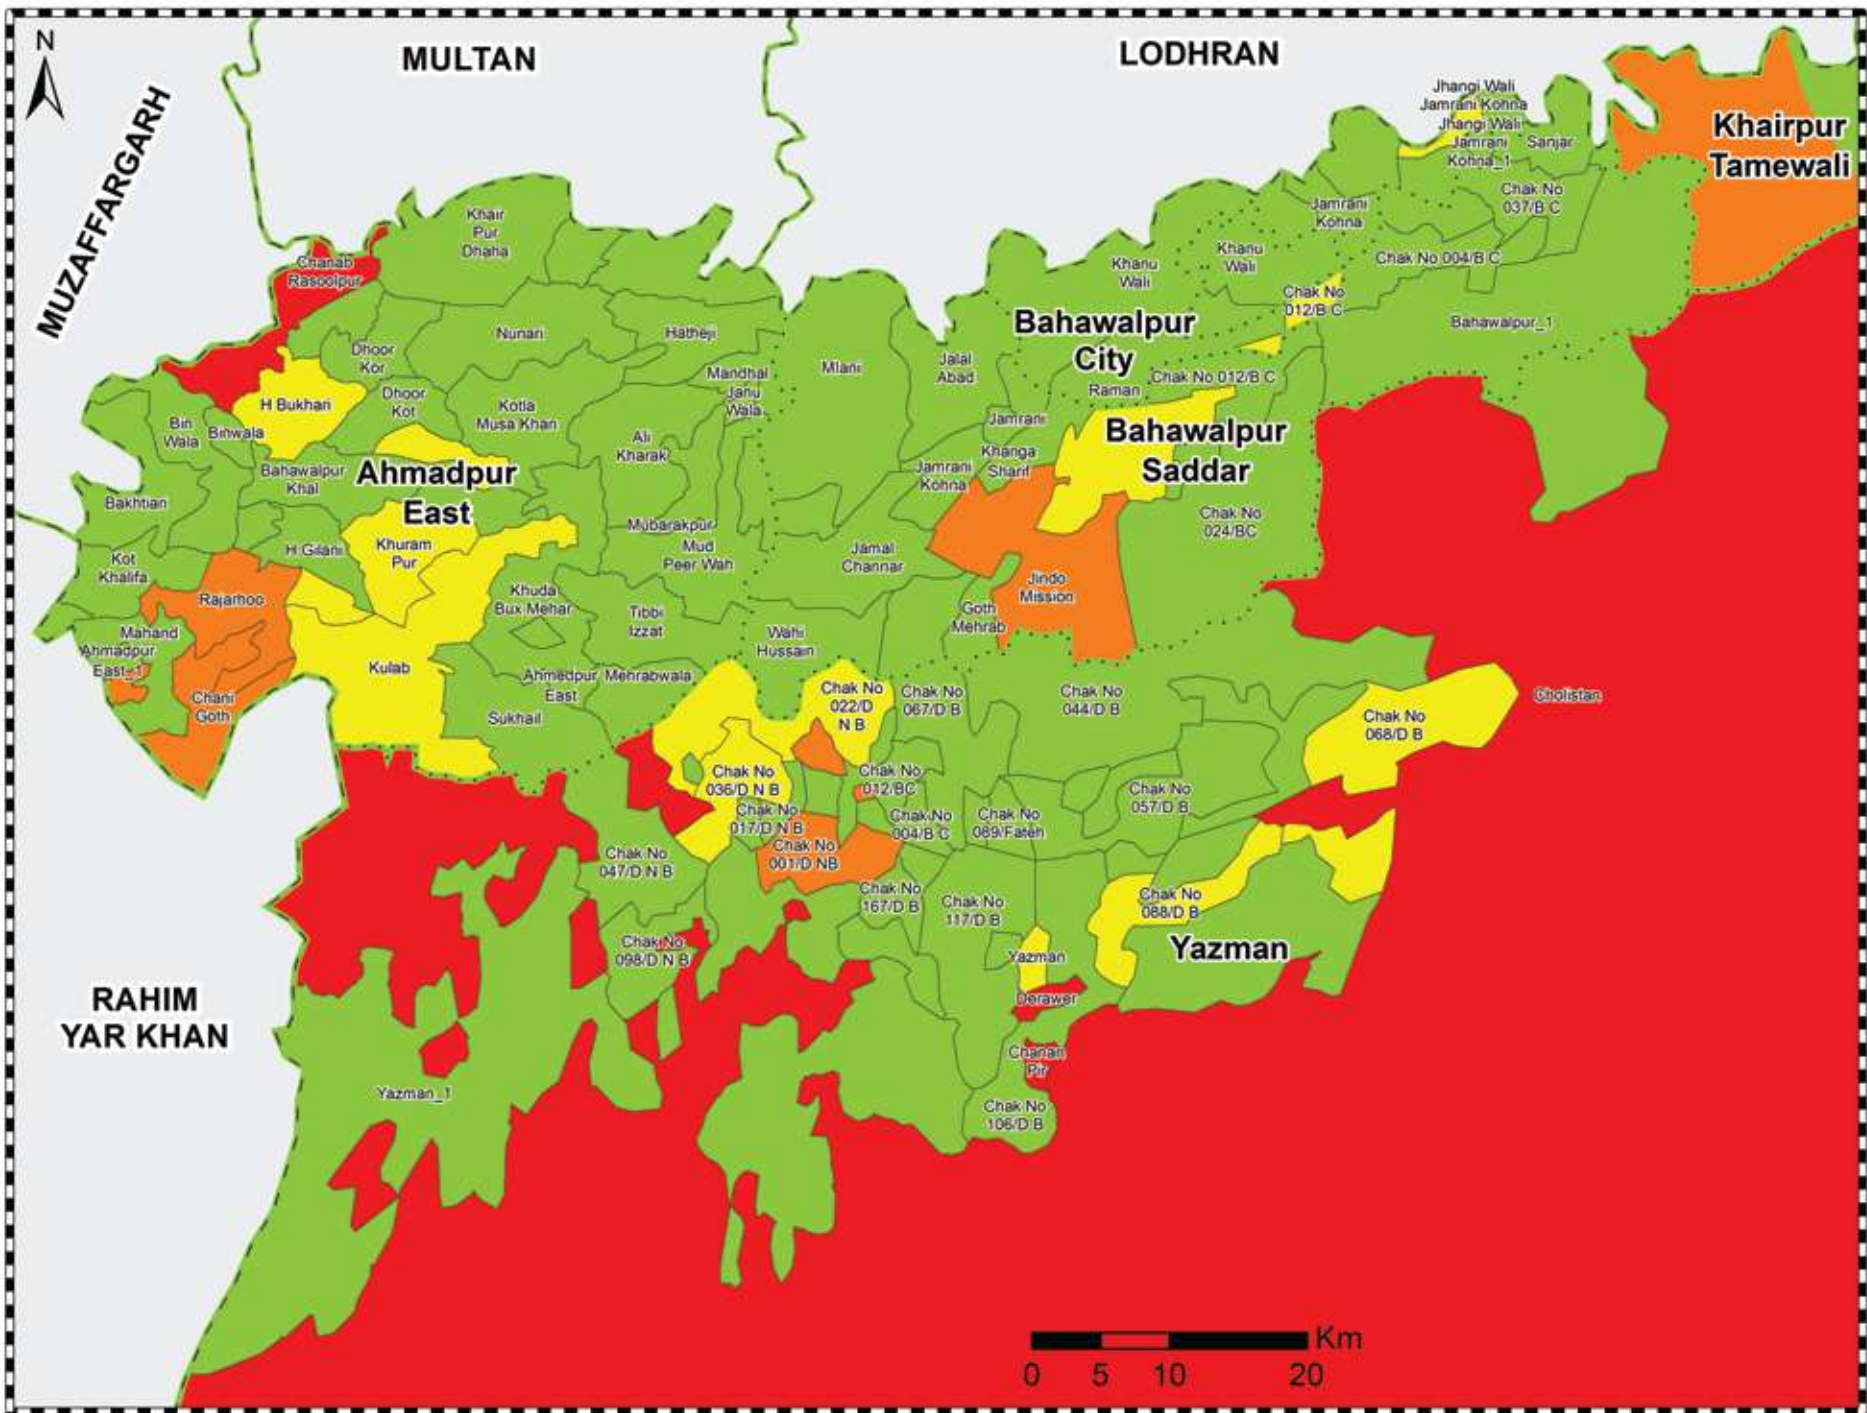 N
MULTAN
LODHRAN
MUZAFFARGARH
Jhangi Wali
Jamrani Kohna
Jhangi Wali
Jamrani
Kohna_1
Sanjar
Khairpur
Tamewali
Chak No
037/B C
Jamrani
Kohna
Khair
Pur
Dhaha
Khanu
Wali
Khanu
Wali
Chak No 004/B C
Chanab
Rasoolpur
Chak No
012/B C
Bahawalpur_1
Bahawalpur
City
Nunari
Hatheji
Dhoor
Kor
Mlani
Jalal
Abad
Mandhal
Janu
Wala
Raman
Chak No 012/B C
H Bukhari
Dhoor
Kot
Kotla
Musa Khan
Bin
Wala
Binwala
Ali
Kharak
Jamrani
Khanga
Sharif
Bahawalpur
Saddar
Bahawalpur
Khal
Ahmadpur
East
Jamrani
Kohna
Bakhtian
Mubarakpur
Chak No
024/BC
H Gilani
Khuram
Pur
Mud
Peer Wah
Jamal
Channar
Kot
Khalifa
Rajarhoo
Khuda
Bux Mehar
Tibbi
Izzat
Jindo
Mission
Goth
Mehrab
Mahand
Ahmadpur
East_1
Wahi
Hussain
Kulab
Ahmedpur
East
Mehrabwala
Chani
Goth
Sukhail
Chak No
022/D
N B
Chak No
067/D B
Chak No
044/D B
Cholistan
Chak No
068/D B
Chak No
036/D N B
Chak No
012/BC
Chak No
057/D B
Chak No
017/D N B
Chak No
004/B C
Chak No
089/Fateh
Chak No
001/D NB
Chak No
047/D N B
Chak No
167/D B
Chak No
117/D B
Chak No
088/D B
Chak No
098/D N B
Yazman
Yazman
Derawer
RAHIM
YAR KHAN
Chanan
Pir
Yazman_1
Chak No
106/D B
Km
0 5 10 20